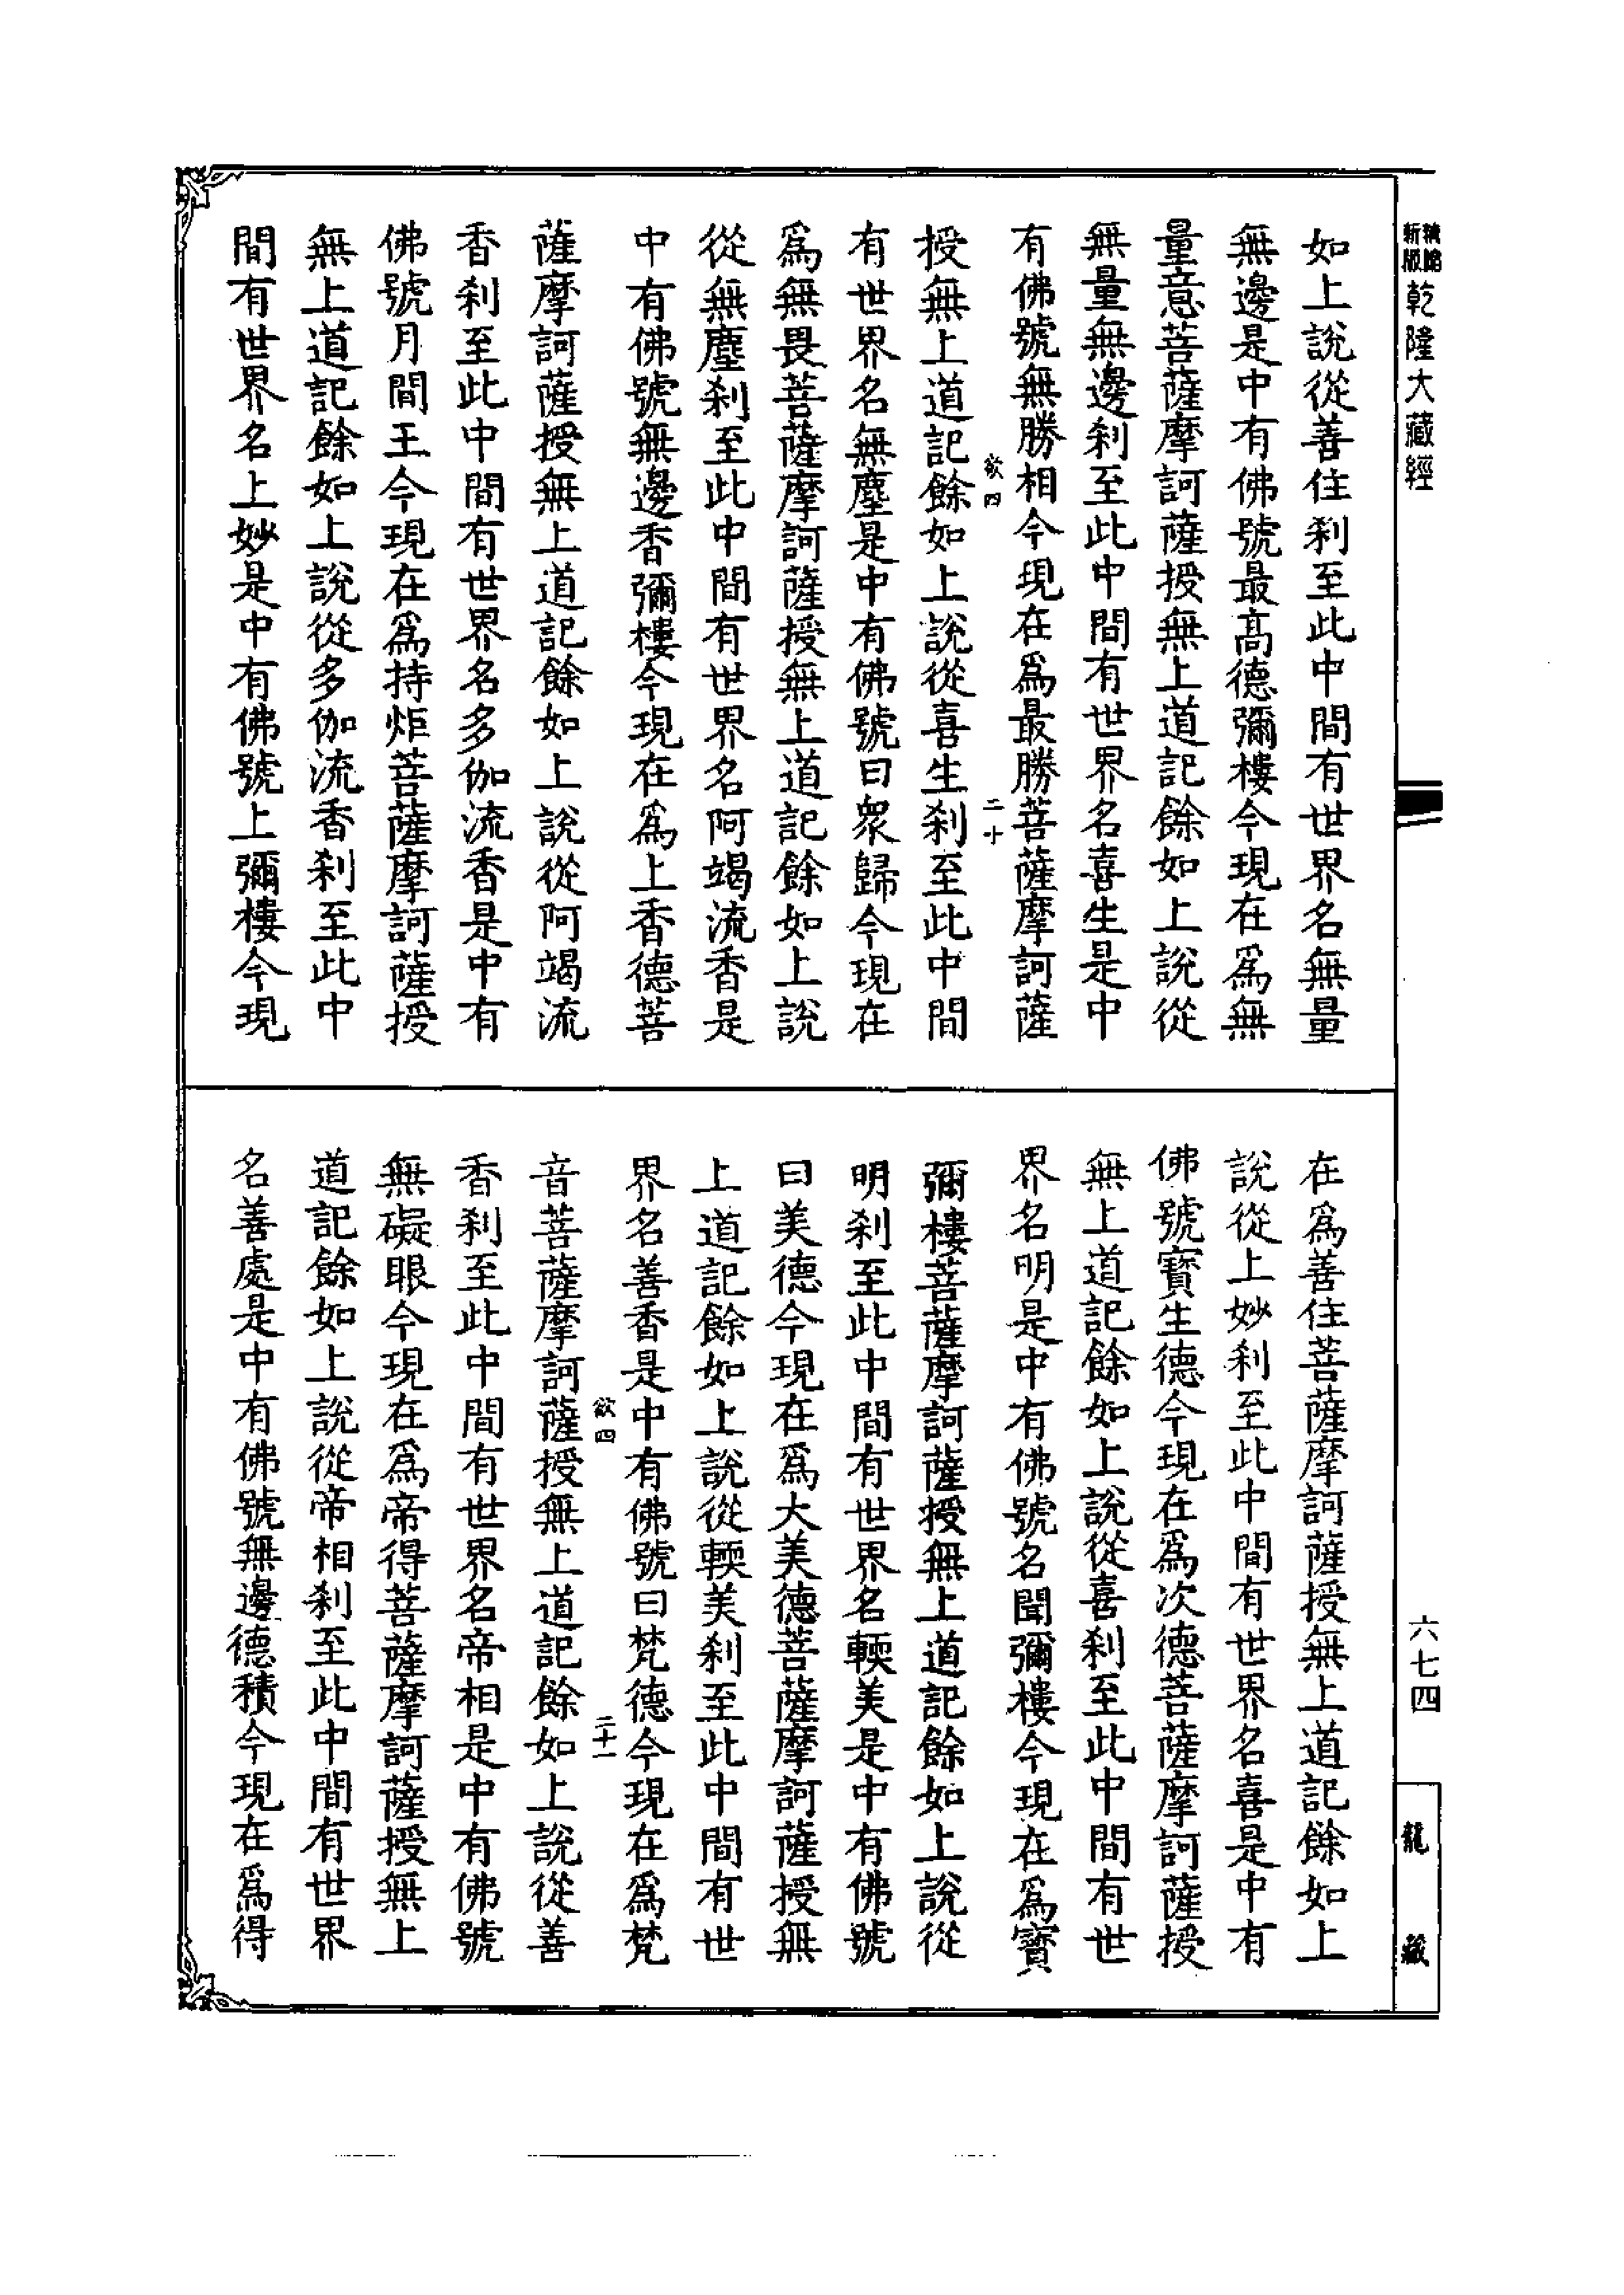 新版乾隆大藏經
如上說從善住刹至此中間有世界名無量
無邊是中有佛號最高德彌樓今現在爲無
量意菩薩摩訶薩授無上道記餘如上說從
無量無邊刹至此中間有世界名喜生是中
有佛號無勝相今現在爲最勝菩薩摩訶薩
欲四
二十
授無上道記餘如上說從喜生刹至此中間
有世界名無塵是中有佛號曰衆歸今現在
爲無畏菩薩摩訶薩授無上道記餘如上說
從無塵刹至此中間有世界名阿竭流香是
中有佛號無邊香彌樓今現在爲上香德菩
薩摩訶薩授無上道記餘如上說從阿竭流
香刹至此中間有世界名多伽流香是中有
佛號月間王今現在爲持炬菩薩摩訶薩授
無上道記餘如上說從多伽流香刹至此中
間有世界名上妙是中有佛號上彌樓今現
在爲善住菩薩摩訶薩授無上道記餘如上
說從上妙刹至此中間有世界名喜是中有
佛號寶生德今現在爲次德菩薩摩訶薩授
無上道記餘如上說從喜刹至此中間有世
界名明是中有佛號名聞彌樓今現在爲寶
彌樓菩薩摩訶薩授無上道記餘如上說從
明刹至此中間有世界名輭美是中有佛號
曰美德今現在爲大美德菩薩摩訶薩授無
上道記餘如上說從輭美刹至此中間有世
界名善香是中有佛號曰梵德今現在爲梵
欲四
二十一
音菩薩摩訶薩授無上道記餘如上說從善
香刹至此中間有世界名帝相是中有佛號
無礙眼今現在爲帝得菩薩摩訶薩授無上
道記餘如上說從帝相刹至此中間有世界
名善處是中有佛號無邊德積今現在爲得
六七四
龍藏